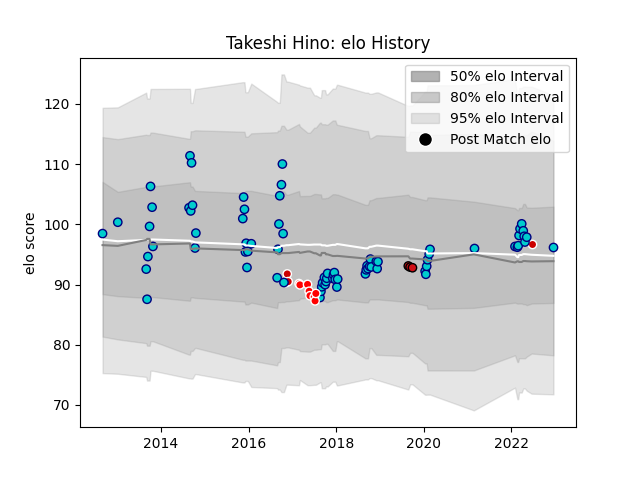 Takeshi Hino: elo History
50% elo Interval
80% elo Interval
95% elo Interval
Post Match elo
elo score
120
110
100
90
80
70
2014 2016 2018 2020 2022